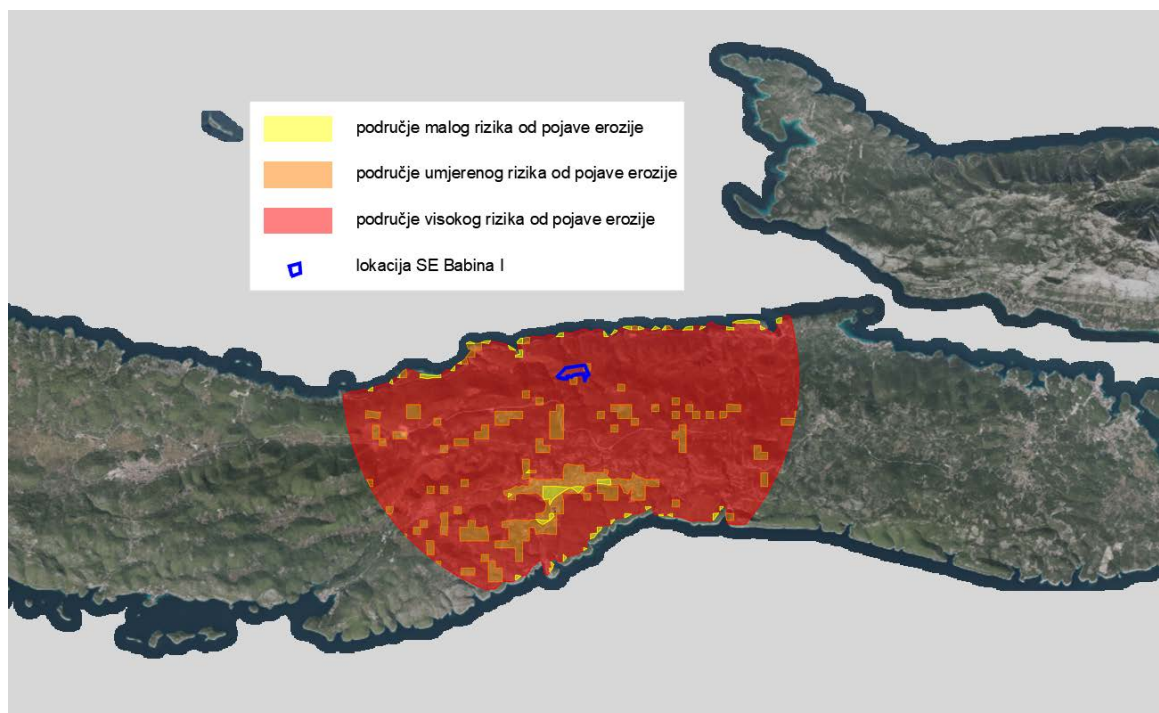 područje malog rizika od pojave erozije
područje umjerenog rizika od pojave erozije
područje visokog rizika od pojave erozije
lokacija SE Babina I